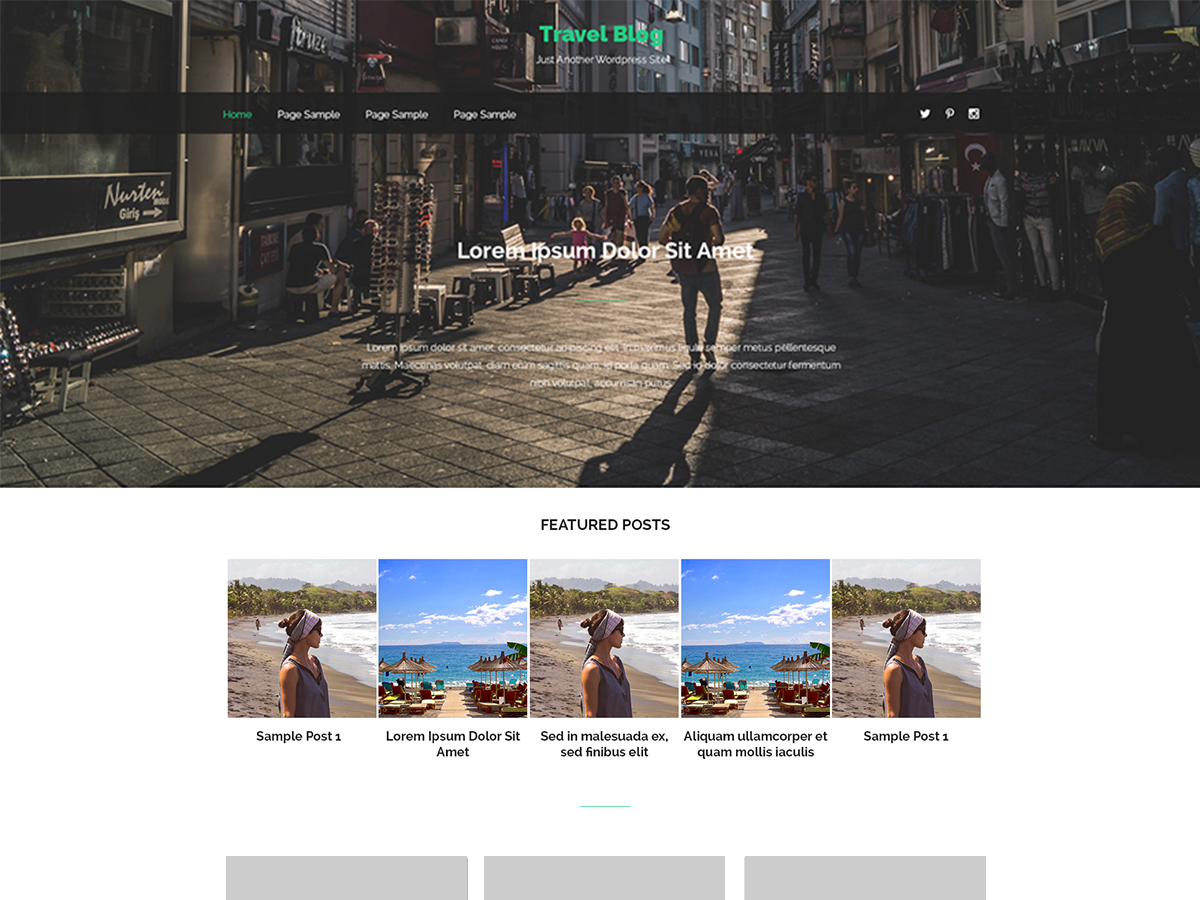 Travel Blog
Just Another Wordpress Site!
Home Page Sample Page Sample Page Sample
Nurten
MODA
Giriş
Lorem Ipsum Dolor Sit Amet
Lorem ipsum dolor sit amet, consectetur adipiscing elit. In maximus ligula semper metus pellentesque
mattis. Maecenas volutpat, diam enim sagittis quam, id porta quam. Sed id dolor consectetur fermentum
nibh volutpat, accumsan purus.
FEATURED POSTS
Sample Post 1
Lorem Ipsum Dolor Sit
Amet
Sed in malesuada ex,
sed finibus elit
Aliquam ullamcorper et
quam mollis iaculis
Sample Post 1